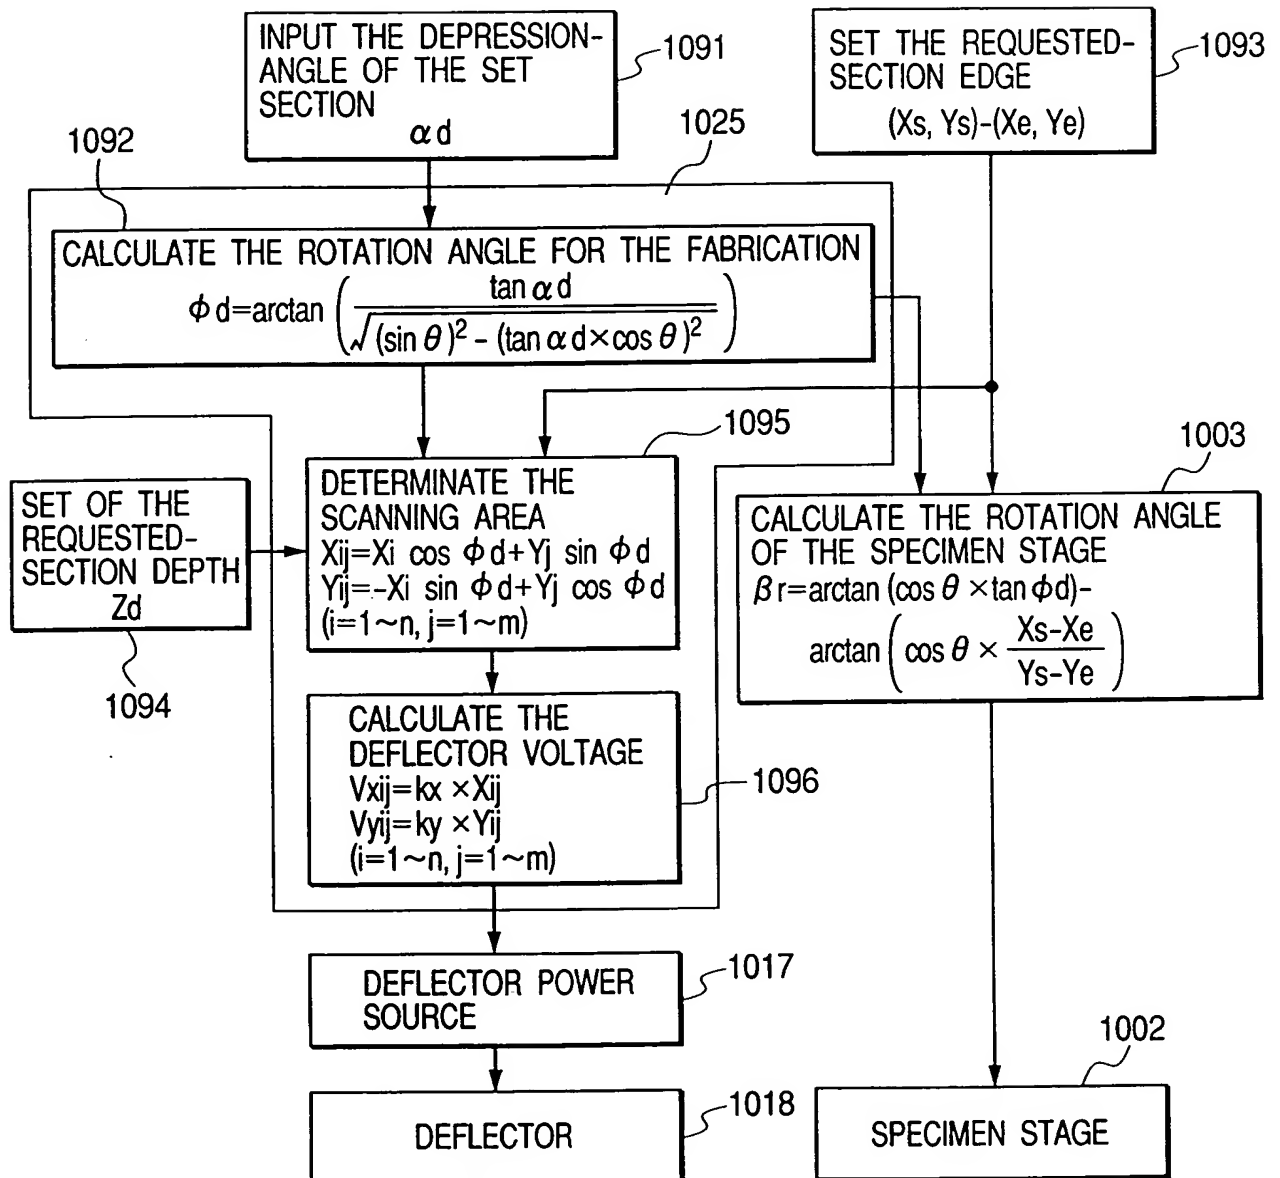 INPUT THE DEPRESSION-
ANGLE OF THE SET
SECTION
αd
1091
SET THE REQUESTED-
SECTION EDGE
(Xs, Ys)-(Xe, Ye)
1093
1092
1025
CALCULATE THE ROTATION ANGLE FOR THE FABRICATION
ϕd=arctan ( tan αd / √(sin θ)² - (tan αd×cos θ)² )
1095
DETERMINATE THE
SCANNING AREA
Xij=Xi cos ϕd+Yj sin ϕd
Yij=-Xi sin ϕd+Yj cos ϕd
(i=1~n, j=1~m)
SET OF THE
REQUESTED-
SECTION DEPTH
Zd
1094
1003
CALCULATE THE ROTATION ANGLE
OF THE SPECIMEN STAGE
βr=arctan (cos θ ×tan ϕd)-
arctan ( cos θ × Xs-Xe / Ys-Ye )
CALCULATE THE
DEFLECTOR VOLTAGE
Vxij=kx ×Xij
Vyij=ky ×Yij
(i=1~n, j=1~m)
1096
DEFLECTOR POWER
SOURCE
1017
DEFLECTOR
1018
1002
SPECIMEN STAGE